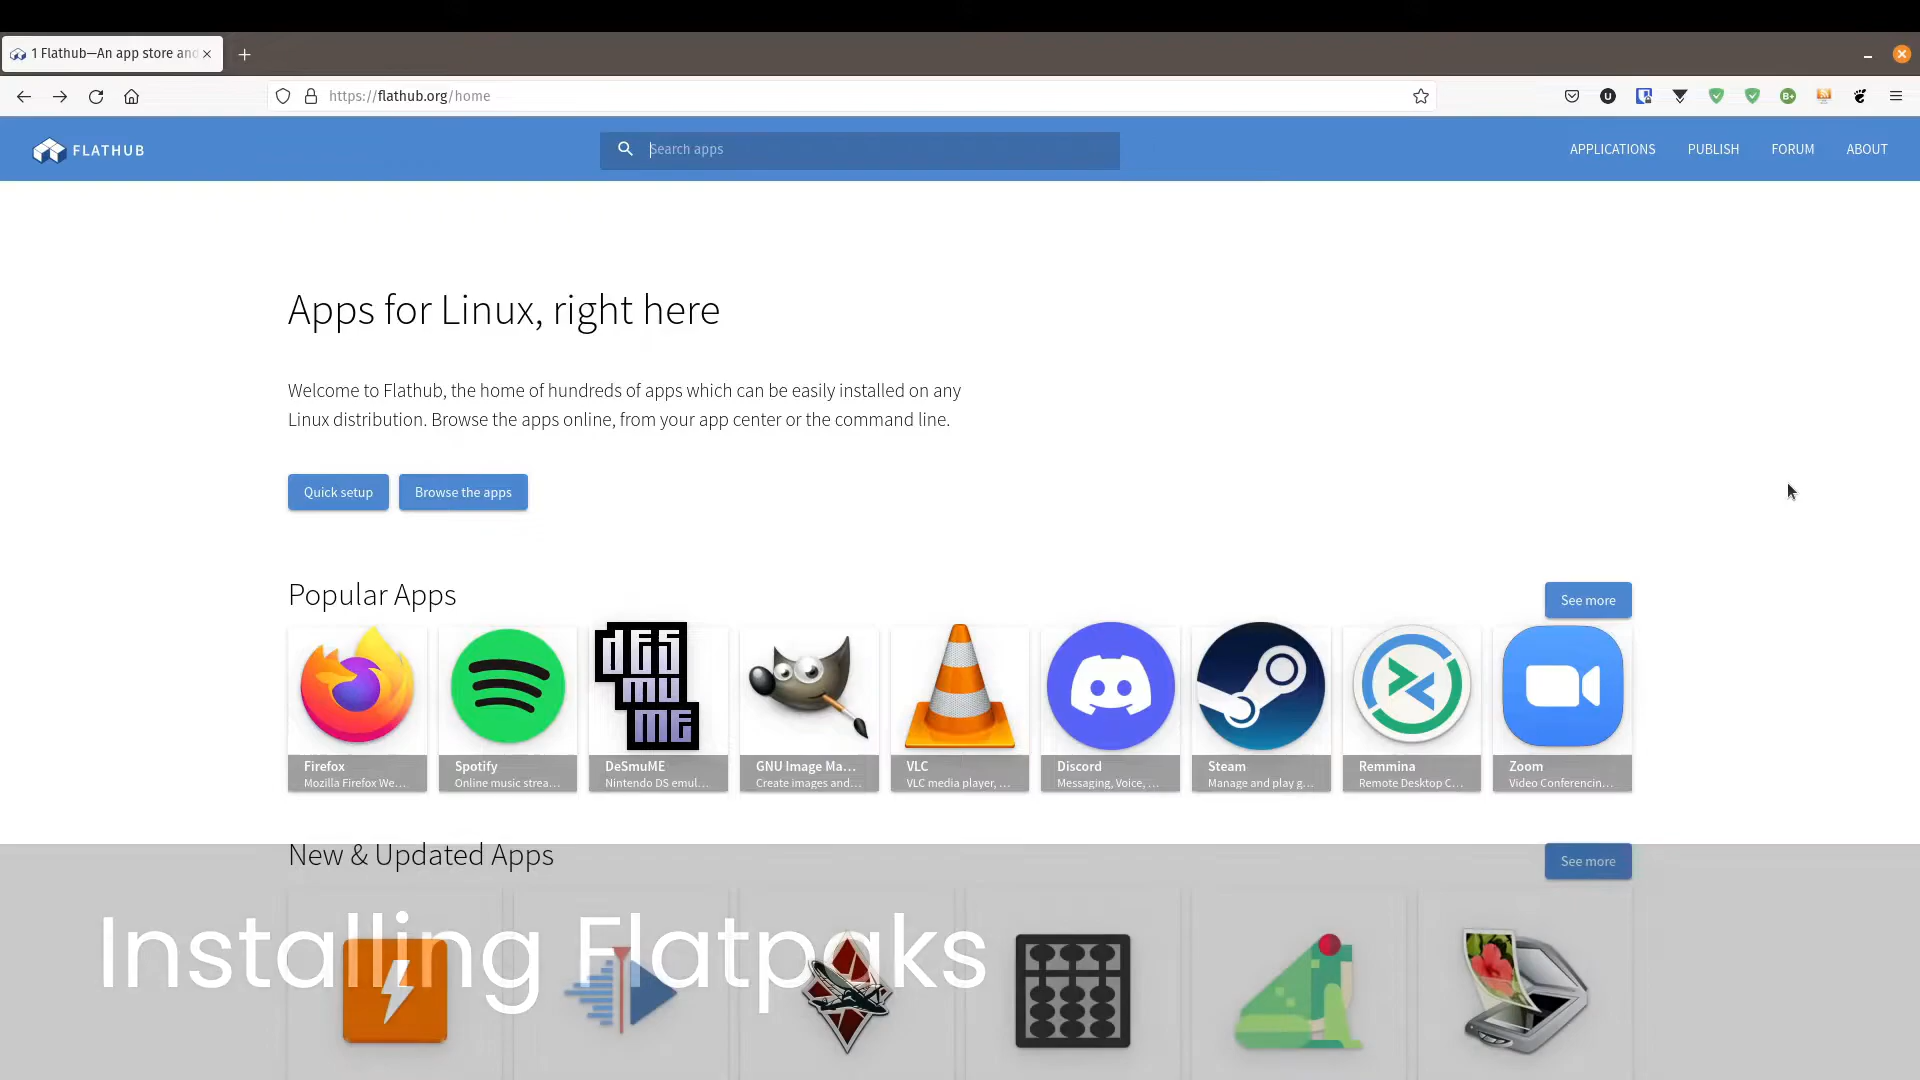 1 Flathub—An app store and
https://flathub.org/home
FLATHUB
Search apps
APPLICATIONS
PUBLISH
FORUM
ABOUT
Apps for Linux, right here
Welcome to Flathub, the home of hundreds of apps which can be easily installed on any
Linux distribution. Browse the apps online, from your app center or the command line.
Quick setup
Browse the apps
Popular Apps
See more
DeSmuME
Firefox
Mozilla Firefox We...
Spotify
Online music strea...
DeSmuME
Nintendo DS emul...
GNU Image Ma...
Create images and...
VLC
VLC media player, ...
Discord
Messaging, Voice, ...
Steam
Manage and play g...
Remmina
Remote Desktop C...
Zoom
Video Conferencin...
New & Updated Apps
See more
Installing Flatpaks